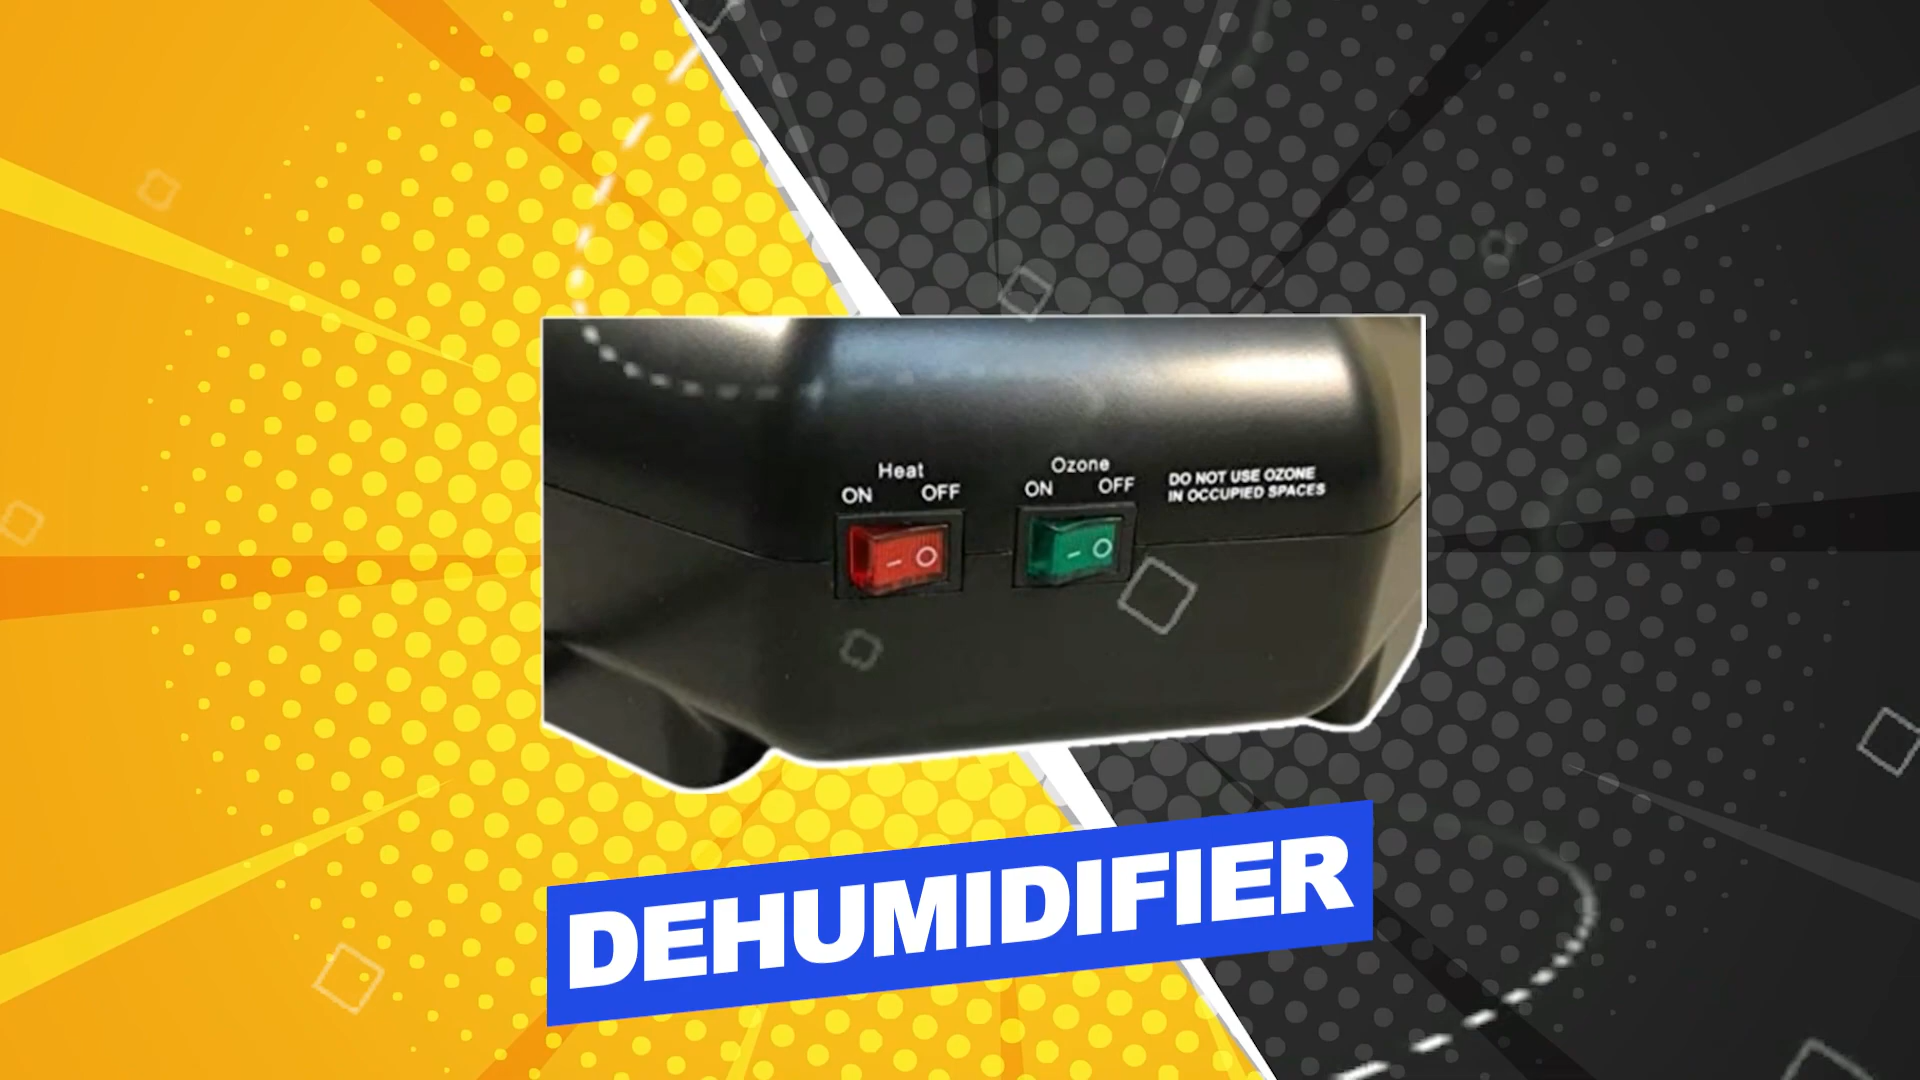 Heat
ON OFF
Ozone
ON OFF
DO NOT USE OZONE
IN OCCUPIED SPACES
DEHUMIDIFIER